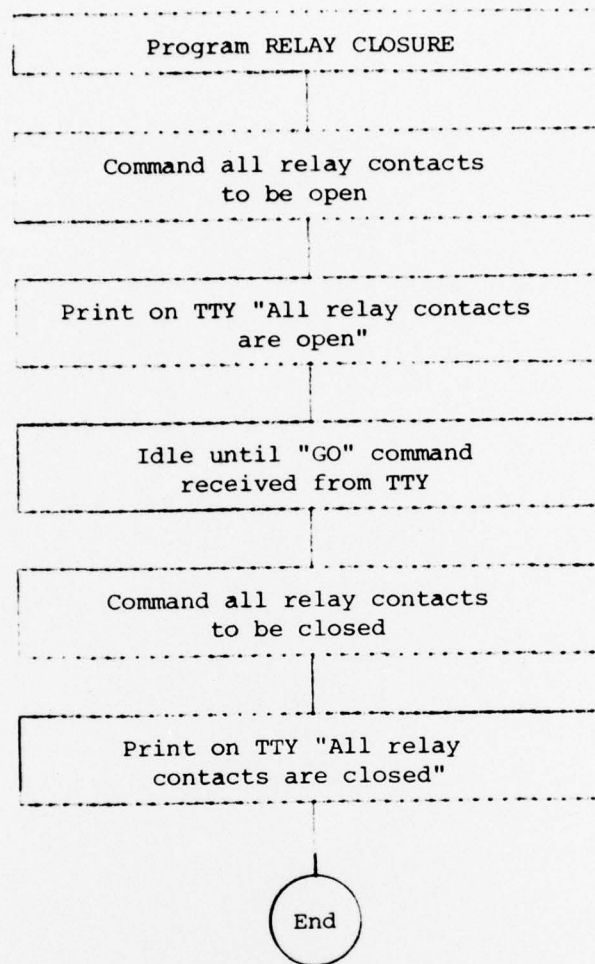 Program RELAY CLOSURE
Command all relay contacts
to be open
Print on TTY "All relay contacts
are open"
Idle until "GO" command
received from TTY
Command all relay contacts
to be closed
Print on TTY "All relay
contacts are closed"
End